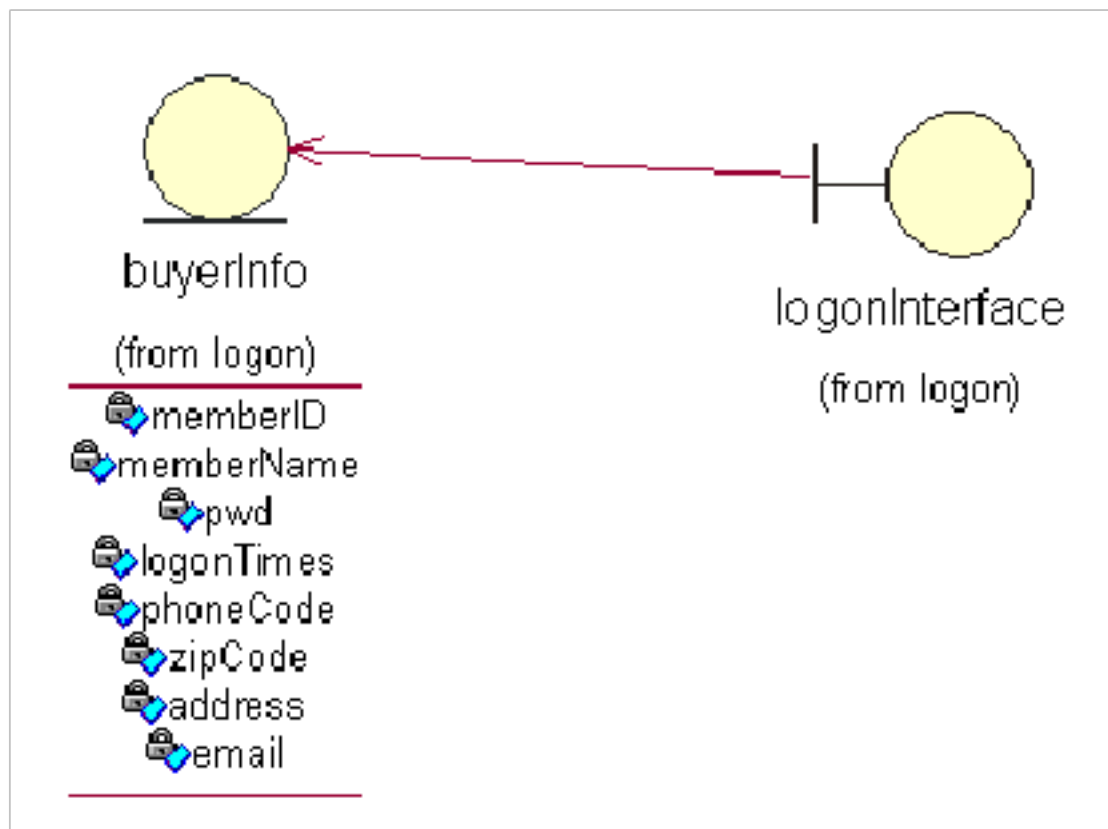 buyerInfo
(from logon)
memberID
memberName
pwd
logonTimes
phoneCode
zipCode
address
email
logonInterface
(from logon)